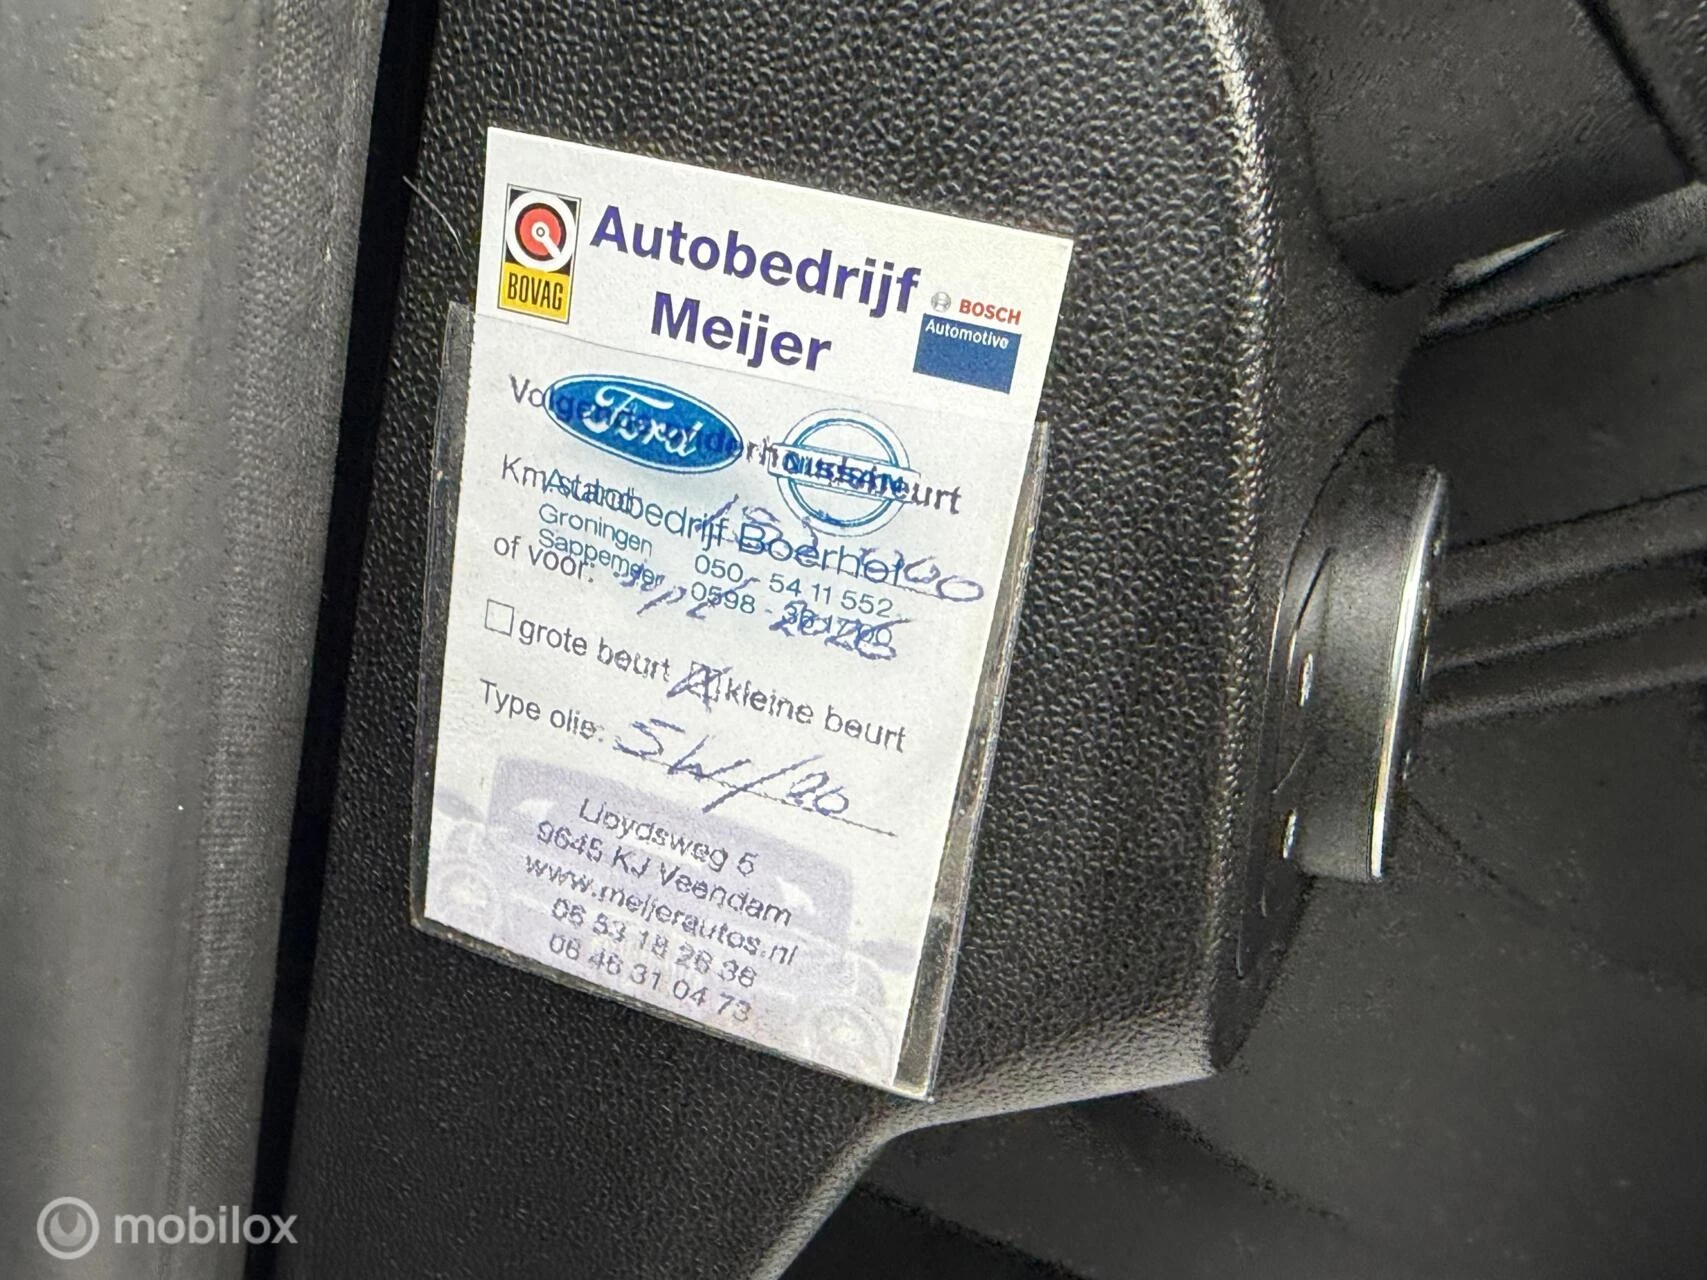 BOVAG
Autobedrijf
Meijer
BOSCH
Automotive
Ford
NISSAN
Volgende onderhoudsbeurt
Km.stand:
Autobedrijf Boerhof
Groningen 050 - 54 11 552
Sappemeer 0598 -
of voor: 2026
grote beurt kleine beurt
Type olie: 5W/20
Lloydsweg 5
9645 KJ Veendam
www.meijerautos.nl
06 53 18 26 38
06 46 31 04 73
mobilox